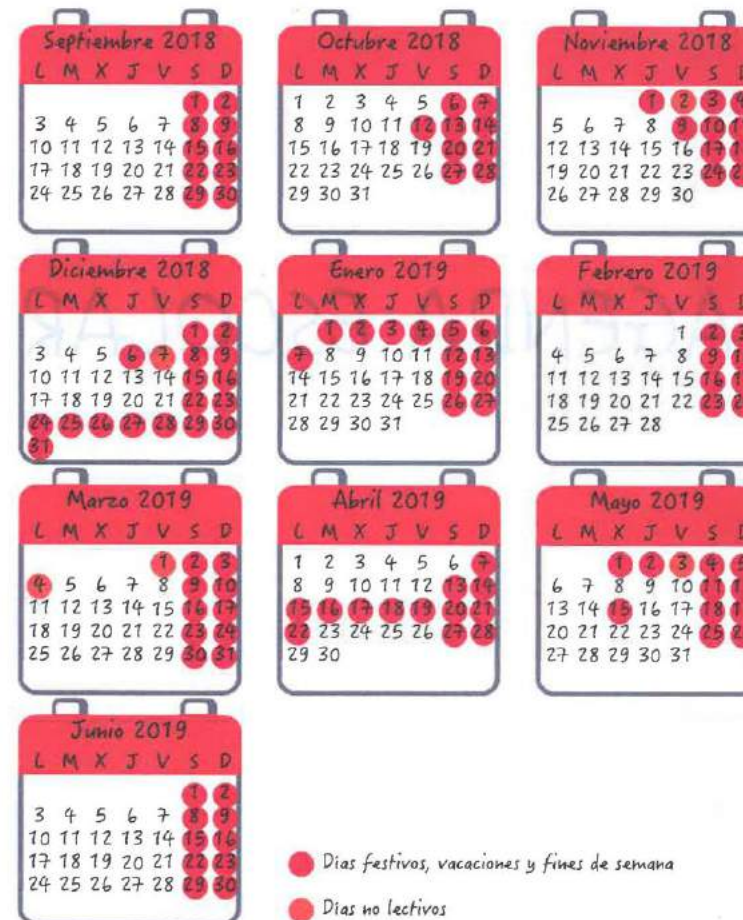 Septiembre 2018
L M X J V S D
1 2
3 4 5 6 7 8 9
10 11 12 13 14 15 16
17 18 19 20 21 22 23
24 25 26 27 28 29 30
Octubre 2018
L M X J V S D
1 2 3 4 5 6 7
8 9 10 11 12 13 14
15 16 17 18 19 20 21
22 23 24 25 26 27 28
29 30 31
Noviembre 2018
L M X J V S D
1 2 3 4
5 6 7 8 9 10
12 13 14 15 16 17
19 20 21 22 23 24
26 27 28 29 30
Diciembre 2018
L M X J V S D
1 2
3 4 5 6 7 8 9
10 11 12 13 14 15 16
17 18 19 20 21 22 23
24 25 26 27 28 29 30
31
Enero 2019
L M X J V S D
1 2 3 4 5 6
7 8 9 10 11 12 13
14 15 16 17 18 19 20
21 22 23 24 25 26 27
28 29 30 31
Febrero 2019
L M X J V S D
1 2 3
4 5 6 7 8 9
11 12 13 14 15 16
18 19 20 21 22 23
25 26 27 28
Marzo 2019
L M X J V S D
1 2 3
4 5 6 7 8 9 10
11 12 13 14 15 16 17
18 19 20 21 22 23 24
25 26 27 28 29 30 31
Abril 2019
L M X J V S D
1 2 3 4 5 6 7
8 9 10 11 12 13 14
15 16 17 18 19 20 21
22 23 24 25 26 27 28
29 30
Mayo 2019
L M X J V S D
1 2 3 4 5
6 7 8 9 10 11
13 14 15 16 17 18
20 21 22 23 24 25
27 28 29 30 31
Junio 2019
L M X J V S D
1 2
3 4 5 6 7 8 9
10 11 12 13 14 15 16
17 18 19 20 21 22 23
24 25 26 27 28 29 30
Días festivos, vacaciones y fines de semana
Días no lectivos